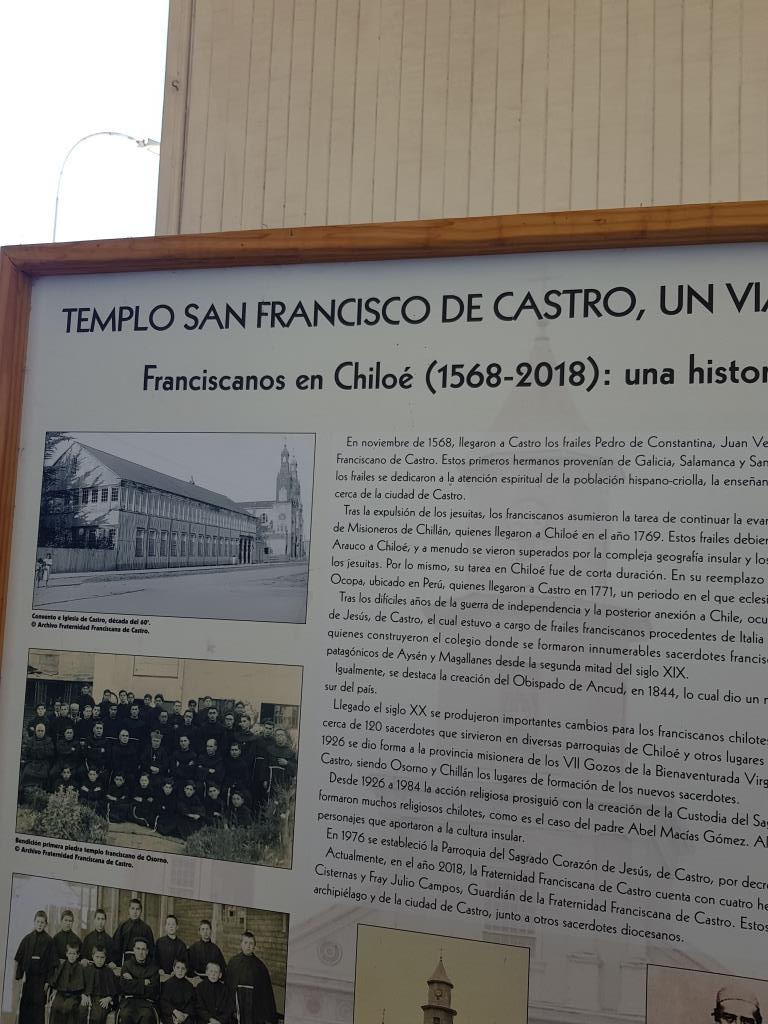 TEMPLO SAN FRANCISCO DE CASTRO, UN
Franciscanos en Chiloé (1568-2018): una
En noviembre de 1568, llegaron a Castro los frailes Pedro de Constantina, Juan
Franciscano de Castro. Estos primeros hermanos provenían de Galicia, Salamanca y
los frailes se dedicaron a la atención espiritual de la población hispano-criolla, la
cerca de la ciudad de Castro.
Tras la expulsión de los jesuitas, los franciscanos asumieron la tarea de continuar la
de Misioneros de Chillán, quienes llegaron a Chiloé en el año 1769. Estos frailes
Arauco a Chiloé, y a menudo se vieron superados por la compleja geografía insular y los
los jesuitas. Por lo mismo, su tarea en Chiloé fue de corta duración. En su reemplazo
Ocopa, ubicado en Perú, quienes llegaron a Castro en 1771, un periodo en el que
Tras los difíciles años de la guerra de independencia y la posterior anexión a Chile,
de Jesús, de Castro, el cual estuvo a cargo de frailes franciscanos procedentes de Italia
quienes construyeron el colegio donde se formaron innumerables sacerdotes
patagónicos de Aysén y Magallanes desde la segunda mitad del siglo XIX.
Igualmente, se destaca la creación del Obispado de Ancud, en 1844, lo cual dio un
sur del país.
Llegado el siglo XX se produjeron importantes cambios para los franciscanos
cerca de 120 sacerdotes que sirvieron en diversas parroquias de Chiloé y otros lugares
1926 se dio forma a la provincia misionera de los VII Gozos de la Bienaventurada
Castro, siendo Osorno y Chillán los lugares de formación de los nuevos sacerdotes.
Desde 1926 a 1984 la acción religiosa prosiguió con la creación de la Custodia del
formaron muchos religiosos chilotes, como es el caso del padre Abel Macías Gómez.
personajes que aportaron a la cultura insular.
En 1976 se estableció la Parroquia del Sagrado Corazón de Jesús, de Castro, por
Actualmente, en el año 2018, la Fraternidad Franciscana de Castro cuenta con cuatro
Cisternas y Fray Julio Campos, Guardián de la Fraternidad Franciscana de Castro.
archipiélago y de la ciudad de Castro, junto a otros sacerdotes diocesanos.
Convento e Iglesia de Castro, década del 60'.
© Archivo Fraternidad Franciscana de Castro.
Bendición primera piedra templo franciscano de Osorno.
© Archivo Fraternidad Franciscana de Castro.